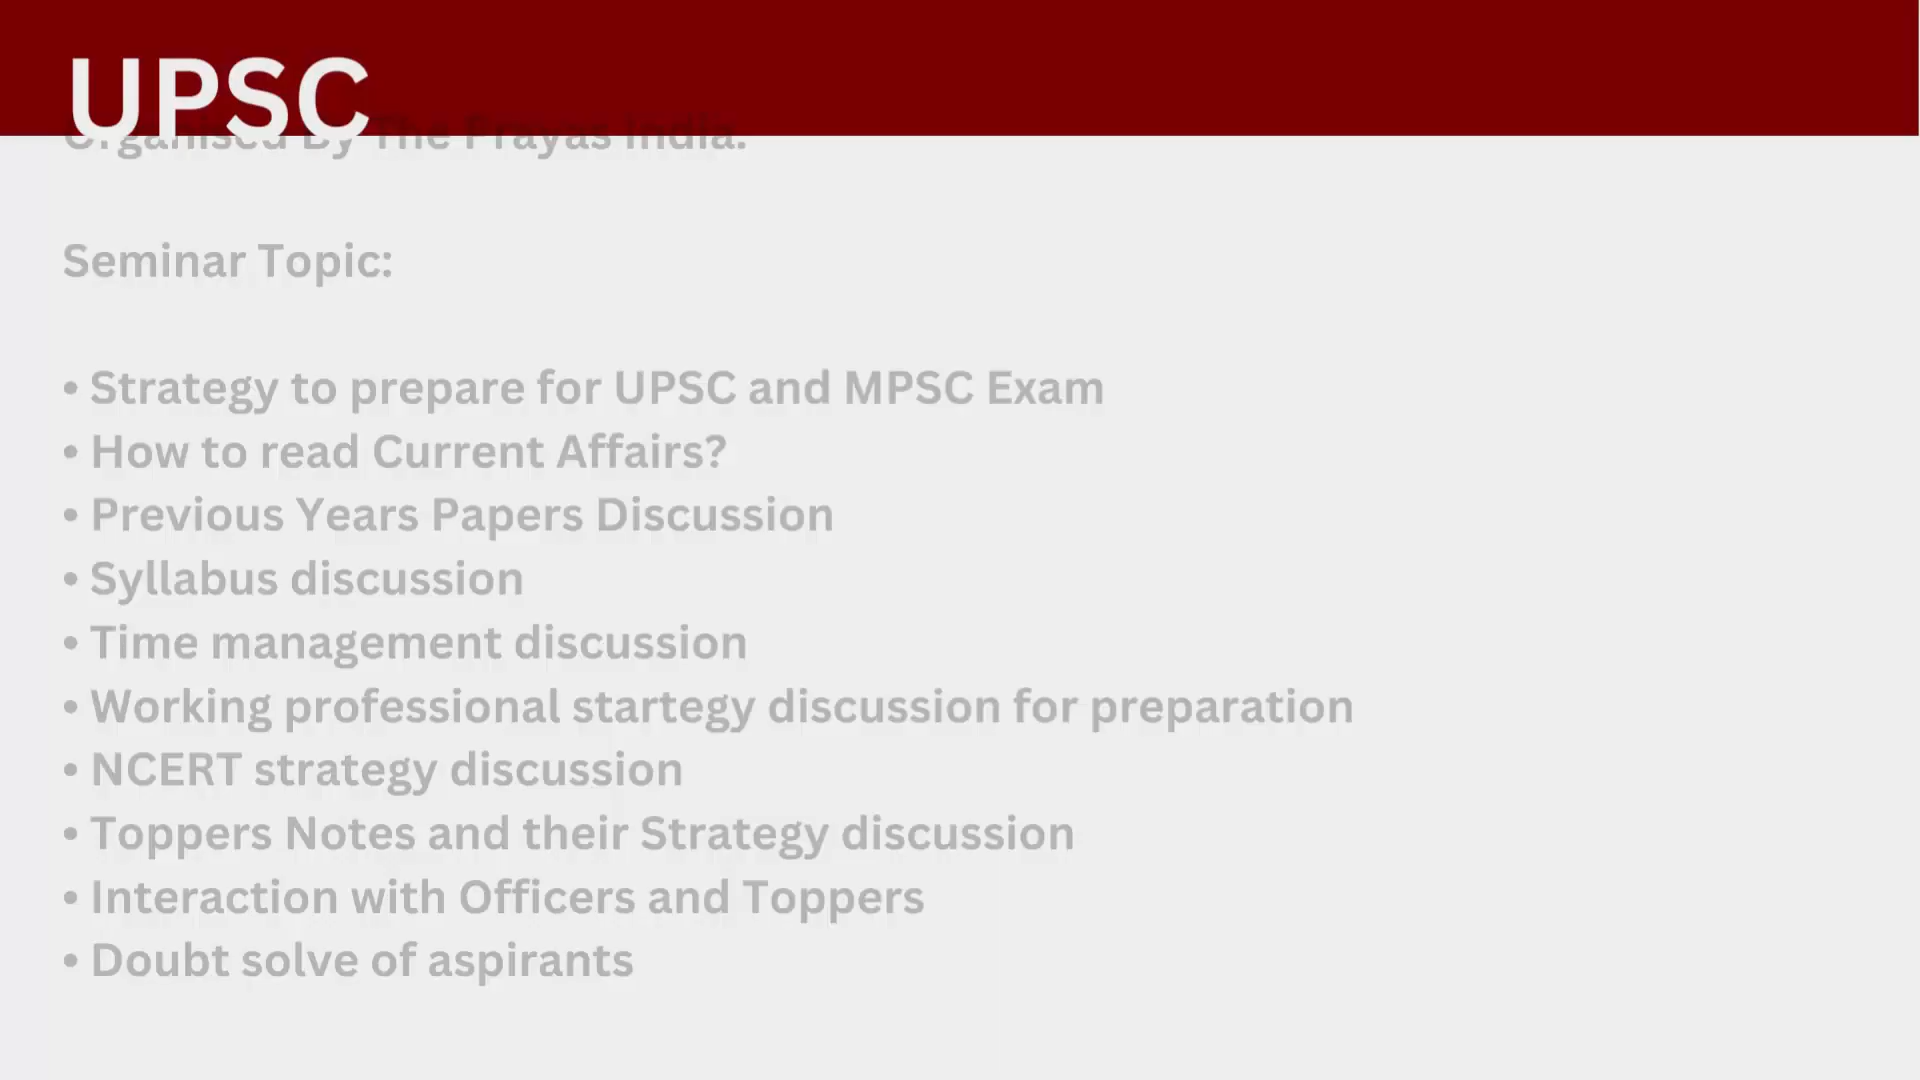 UPSC
Organised By The Prayas India.
Seminar Topic:
• Strategy to prepare for UPSC and MPSC Exam
• How to read Current Affairs?
• Previous Years Papers Discussion
• Syllabus discussion
• Time management discussion
• Working professional startegy discussion for preparation
• NCERT strategy discussion
• Toppers Notes and their Strategy discussion
• Interaction with Officers and Toppers
• Doubt solve of aspirants